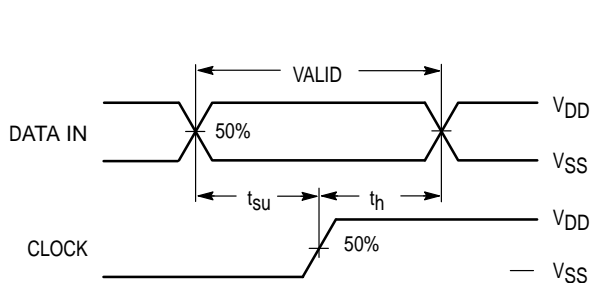 VALID
DATA IN
50%
VDD
VSS
tsu
th
CLOCK
50%
VDD
VSS